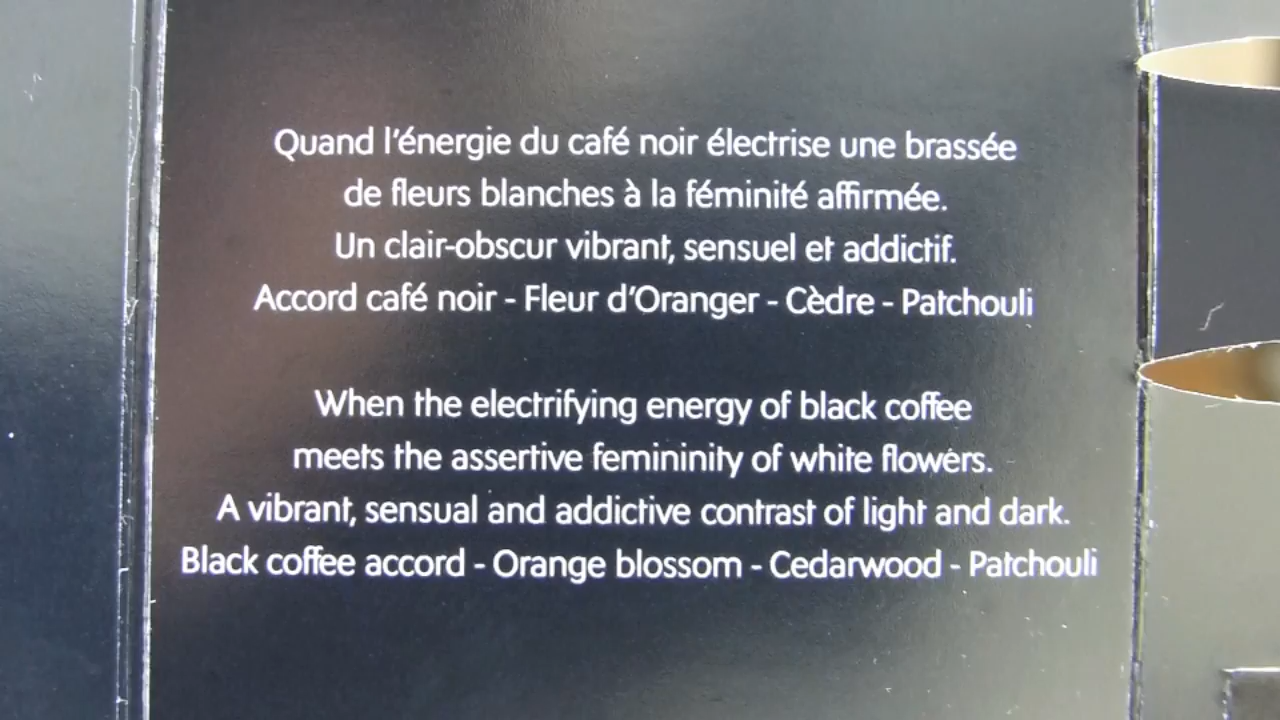 Quand l'énergie du café noir électrise une brassée
de fleurs blanches à la féminité affirmée.
Un clair-obscur vibrant, sensuel et addictif.
Accord café noir - Fleur d'Oranger - Cèdre - Patchouli
When the electrifying energy of black coffee
meets the assertive femininity of white flowers.
A vibrant, sensual and addictive contrast of light and dark.
Black coffee accord - Orange blossom - Cedarwood - Patchouli